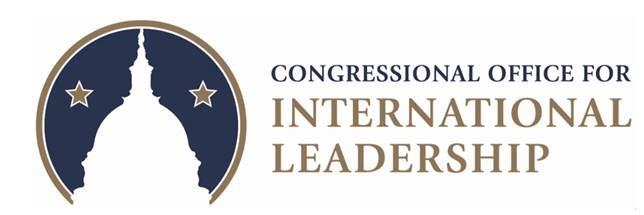 CONGRESSIONAL OFFICE FOR
INTERNATIONAL
LEADERSHIP